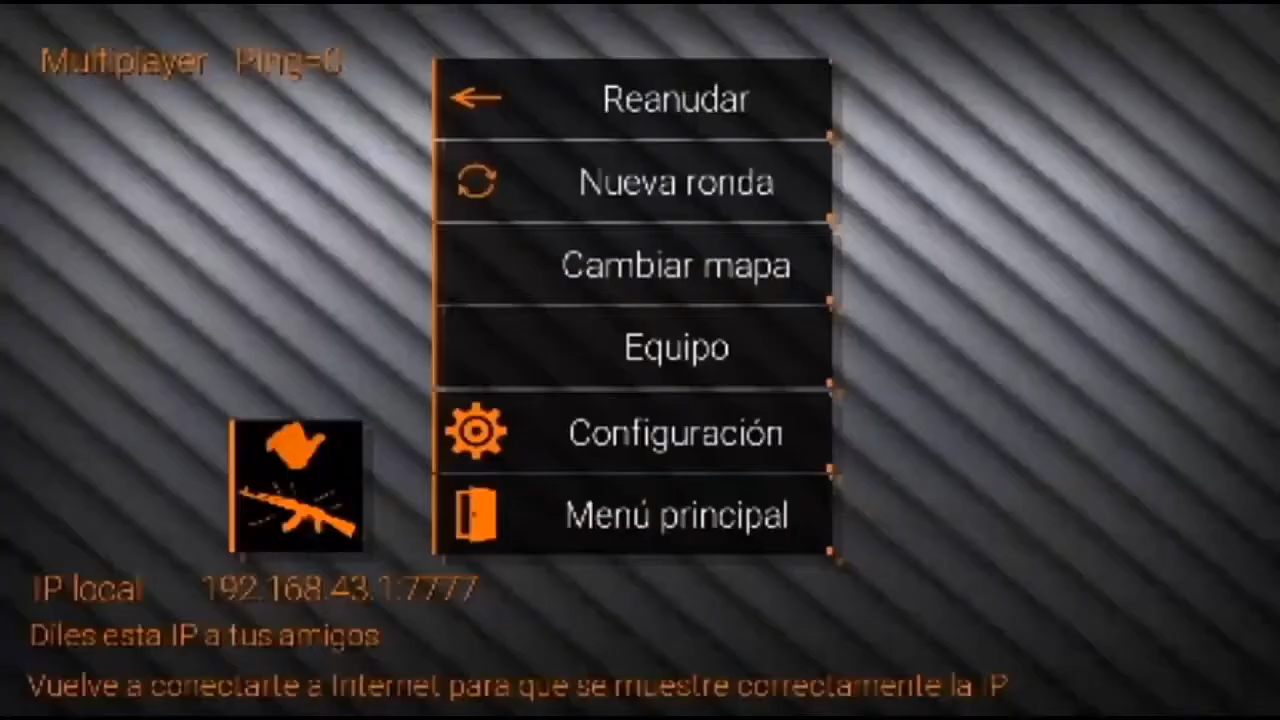 Multiplayer Ping=0
Reanudar
Nueva ronda
Cambiar mapa
Equipo
Configuración
Menú principal
IP local 192.168.43.1:7777
Diles esta IP a tus amigos
Vuelve a conectarte a Internet para que se muestre correctamente la IP